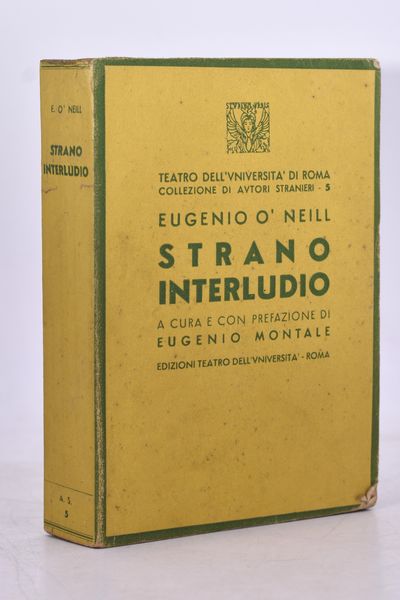 E. O' NEILL
STRANO
INTERLUDIO
A. S.
5
TEATRO DELL'VNIVERSITA' DI ROMA
COLLEZIONE DI AVTORI STRANIERI - 5
EUGENIO O' NEILL
STRANO
INTERLUDIO
A CURA E CON PREFAZIONE DI
EUGENIO MONTALE
EDIZIONI TEATRO DELL'VNIVERSITA' - ROMA